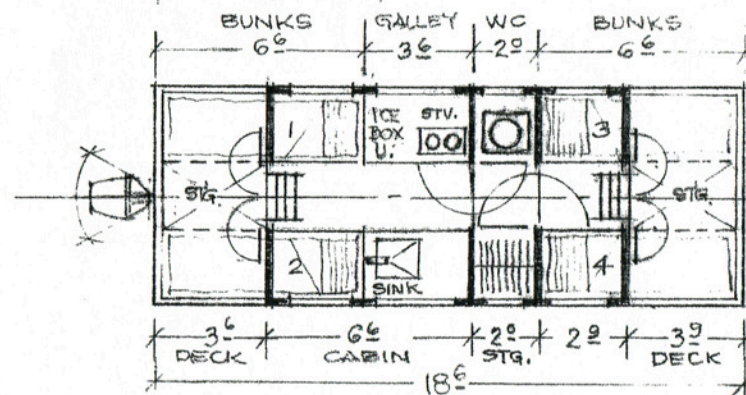 BUNKS GALLEY WC BUNKS
6⁶ 3⁶ 2⁰ 6⁶
1 ICE BOX U. STV. 3
STG. STG.
2 SINK 4
3⁶ 6⁶ 2⁰ 2⁹ 3⁹
DECK CABIN STG. DECK
18⁶